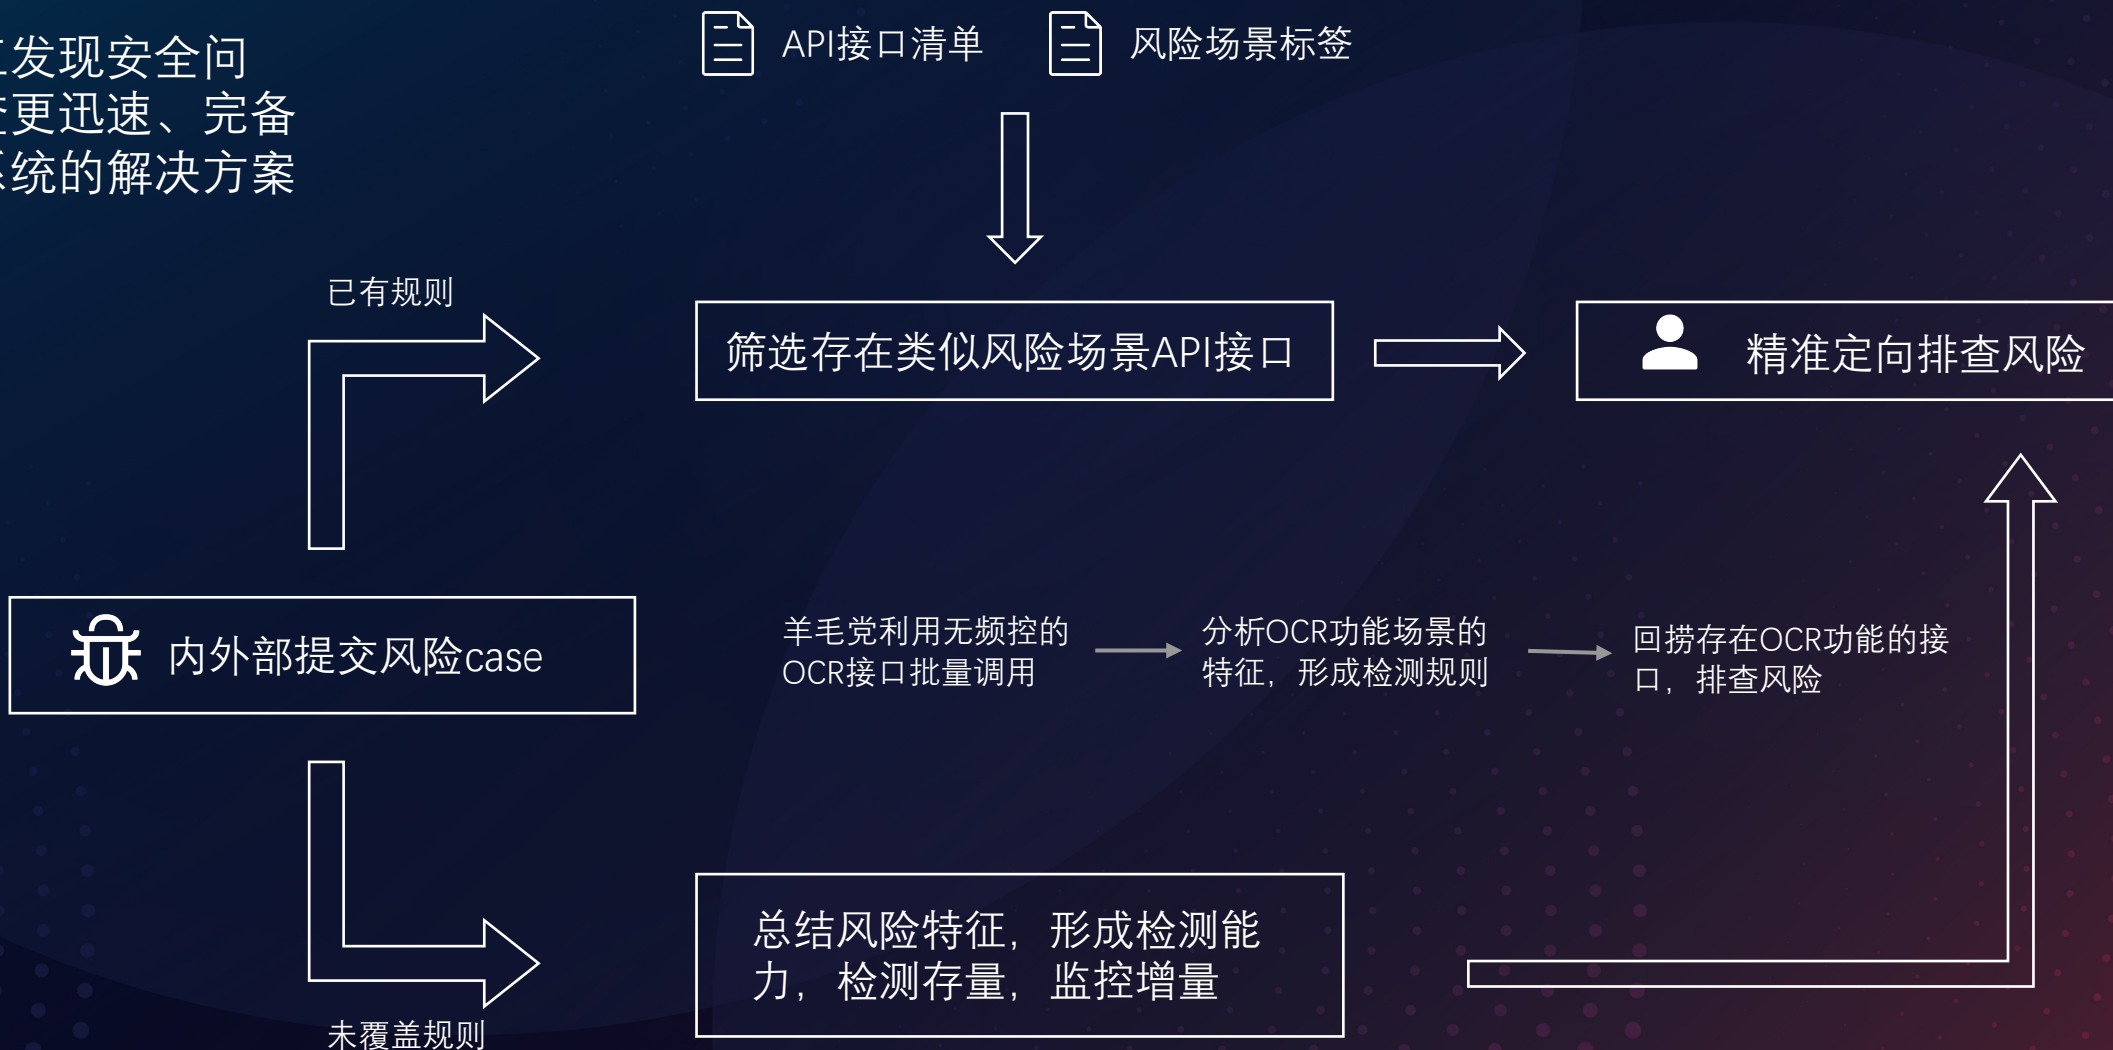 发现安全问
更迅速、完备
统的解决方案
API接口清单
风险场景标签
已有规则
筛选存在类似风险场景API接口
精准定向排查风险
内外部提交风险case
羊毛党利用无频控的
OCR接口批量调用
分析OCR功能场景的
特征，形成检测规则
回捞存在OCR功能的接
口，排查风险
总结风险特征，形成检测能
力，检测存量，监控增量
未覆盖规则